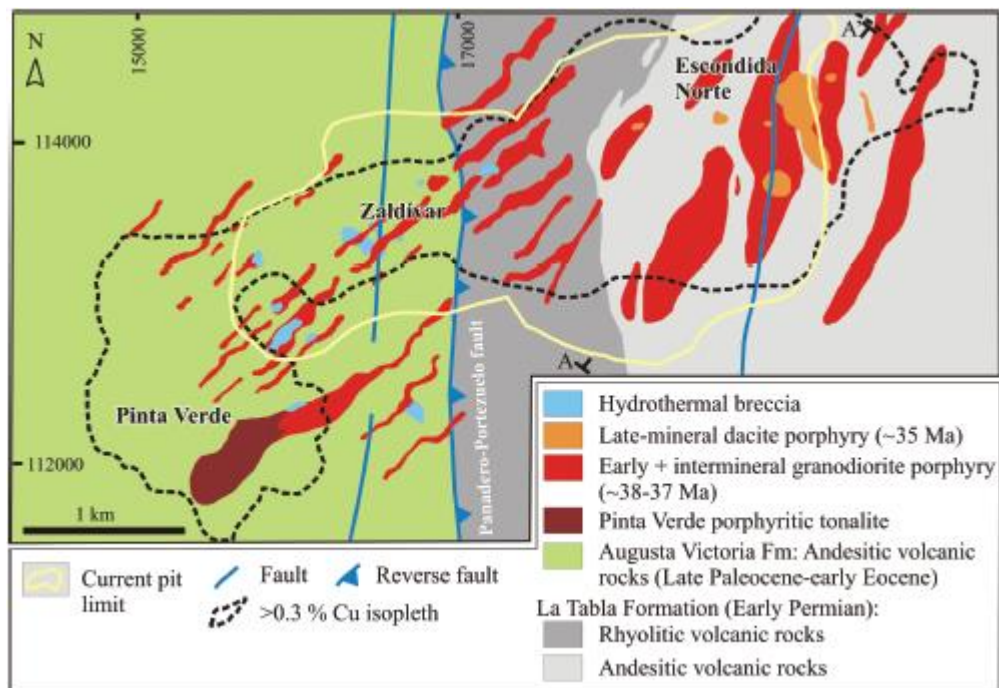 N
15000
17000
A'
Escondida
Norte
114000
Zaldívar
Panadero-Portezuelo fault
A
Pinta Verde
112000
1 km
Hydrothermal breccia
Late-mineral dacite porphyry (~35 Ma)
Early + intermineral granodiorite porphyry
(~38-37 Ma)
Pinta Verde porphyritic tonalite
Augusta Victoria Fm: Andesitic volcanic
rocks (Late Paleocene-early Eocene)
La Tabla Formation (Early Permian):
Rhyolitic volcanic rocks
Andesitic volcanic rocks
Current pit
limit
Fault
Reverse fault
>0.3 % Cu isopleth